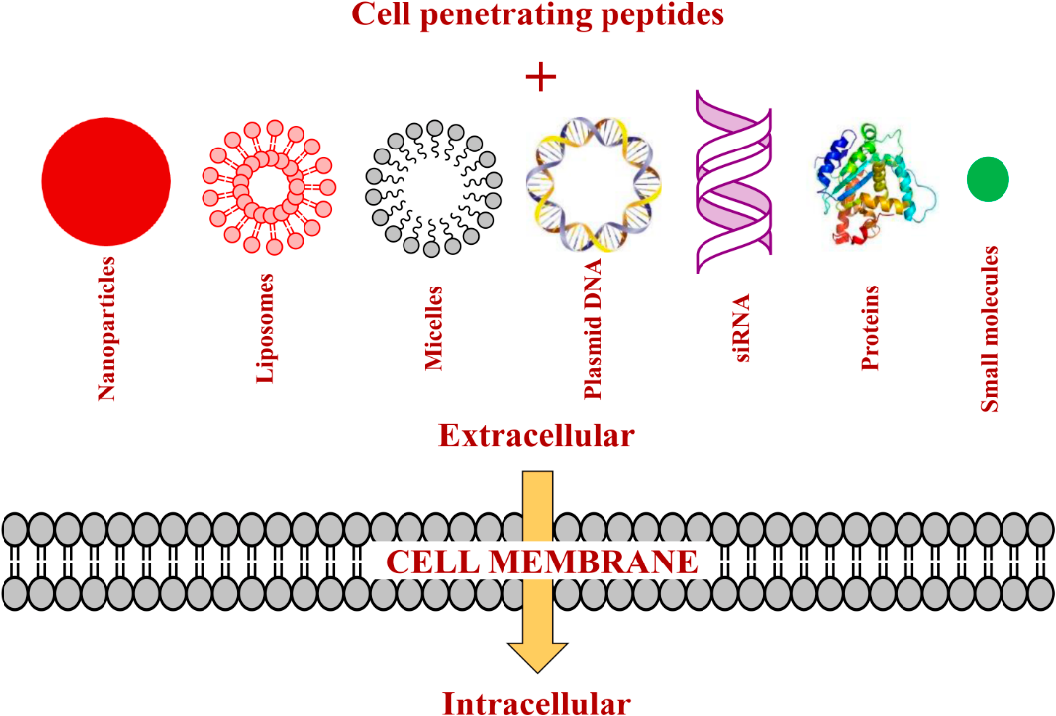 Cell penetrating peptides
+
Nanoparticles
Liposomes
Micelles
Plasmid DNA
siRNA
Proteins
Small molecules
Extracellular
CELL MEMBRANE
Intracellular